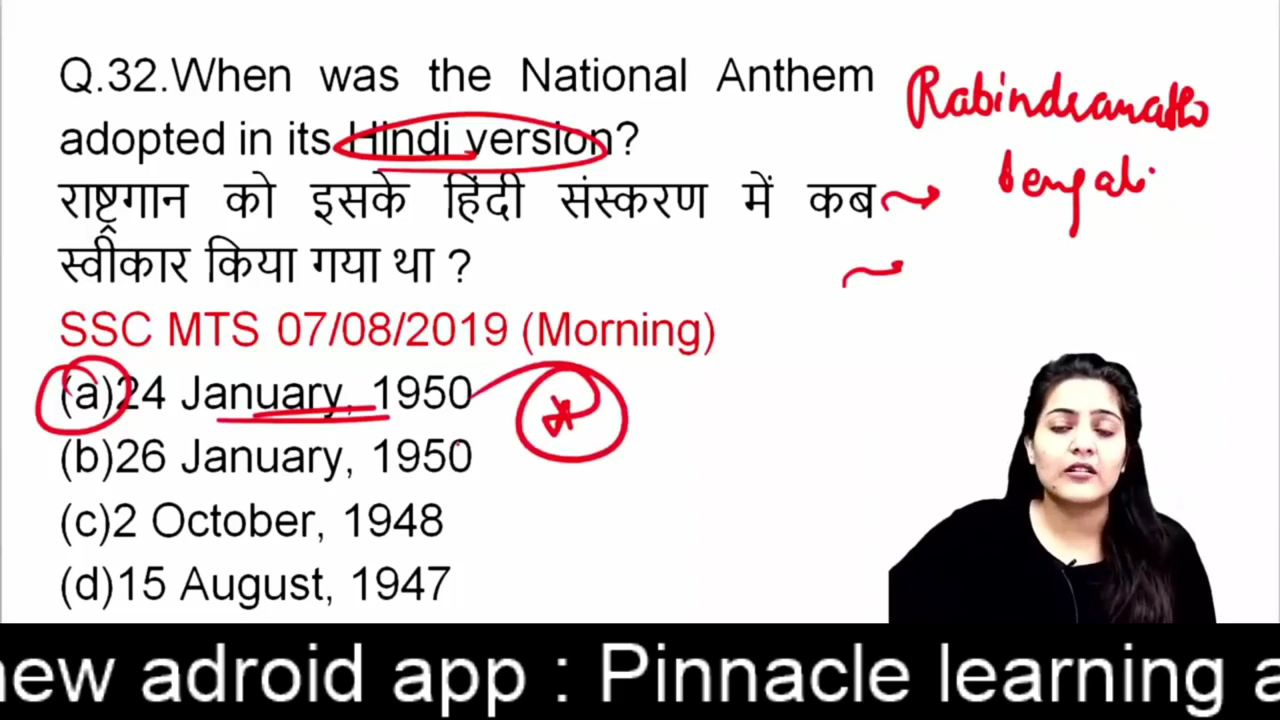 Q.32.When was the National Anthem
adopted in its Hindi version?
राष्ट्रगान को इसके हिंदी संस्करण में कब
स्वीकार किया गया था ?
SSC MTS 07/08/2019 (Morning)
(a)24 January, 1950
(b)26 January, 1950
(c)2 October, 1948
(d)15 August, 1947
Rabindranath
bengali
new adroid app : Pinnacle learning a